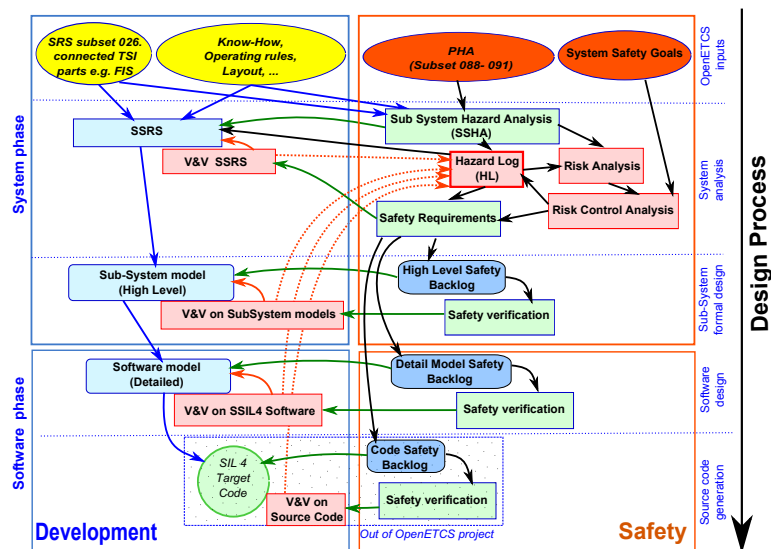 SRS subset 026.
connected TSI
parts e.g. FIS
Know-How,
Operating rules,
Layout, ...
PHA
(Subset 088- 091)
System Safety Goals
OpenETCS
inputs
Design Process
System phase
SSRS
Sub System Hazard Analysis
(SSHA)
V&V SSRS
Hazard Log
(HL)
Risk Analysis
Risk Control Analysis
Safety Requirements
System
analysis
Sub-System model
(High Level)
High Level Safety
Backlog
V&V on SubSystem models
Safety verification
Sub-System
formal design
Software phase
Software model
(Detailed)
Detail Model Safety
Backlog
V&V on SSIL4 Software
Safety verification
Software
design
SIL 4
Target
Code
Code Safety
Backlog
V&V on
Source Code
Safety verification
Source code
generation
Development
Out of OpenETCS project
Safety